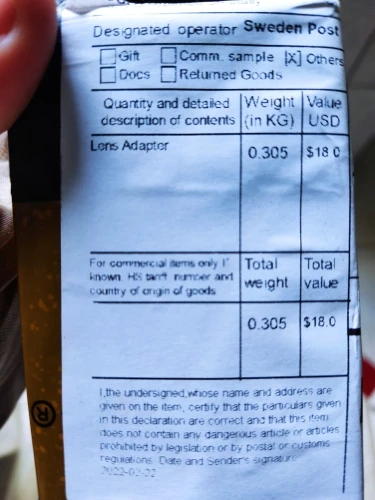 Designated operator Sweden Post
Gift Comm. sample [X] Others
Docs Returned Goods
Quantity and detailed description of contents Weight (in KG) Value USD
Lens Adapter 0.305 $18.0
For commercial items only If
known, HS tariff number and
country of origin of goods
Total weight
Total value
0.305 $18.0
I,the undersigned,whose name and address are
given on the item, certify that the particulars given
in this declaration are correct and that this item
does not contain any dangerous article or articles
prohibited by legislation or by postal or customs
regulations. Date and Sender's signature
2022-02-22
®